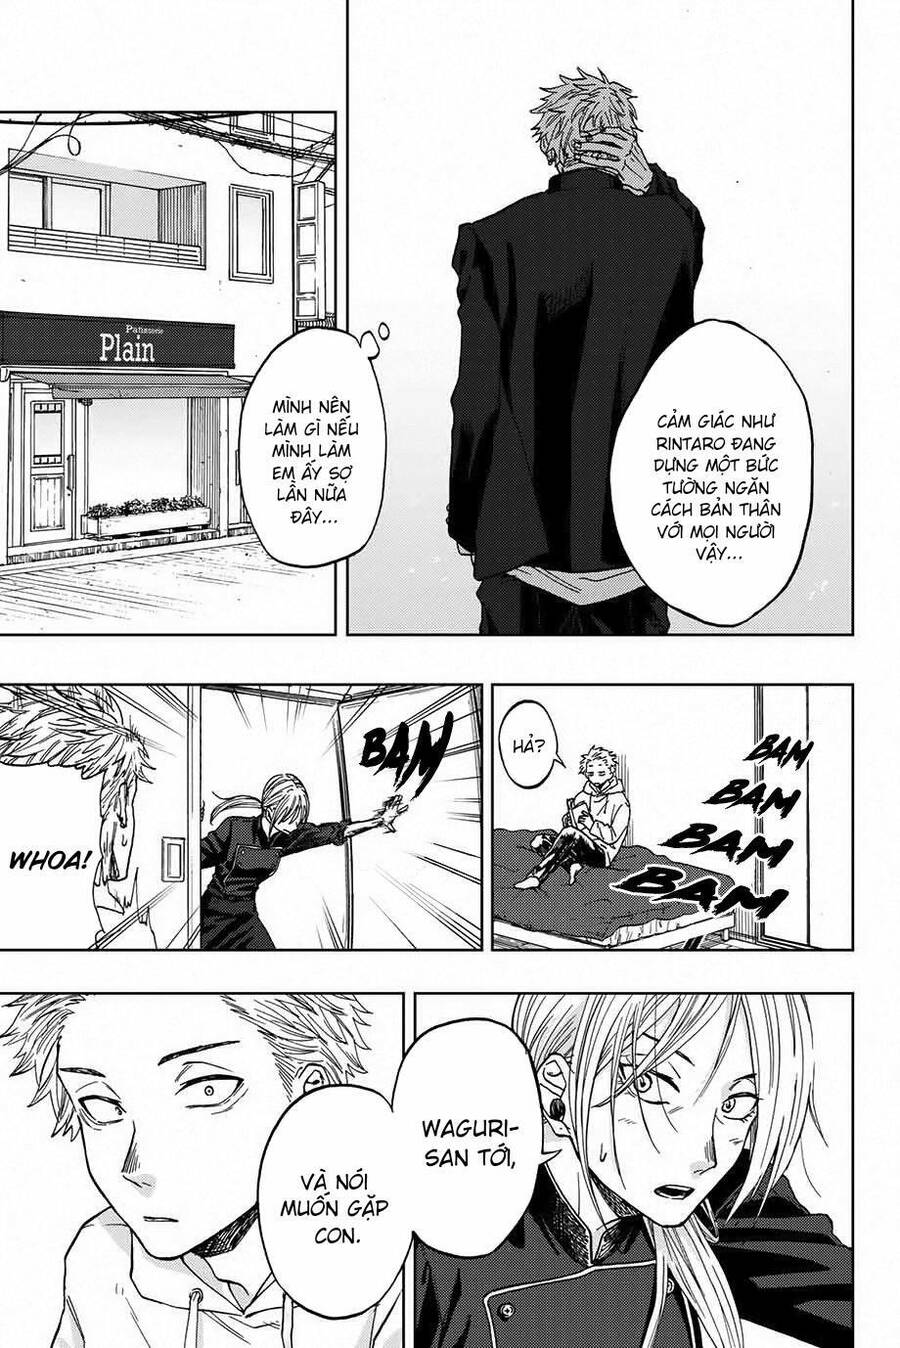 CẢM GIÁC NHƯ
RINTARO ĐANG
DỰNG MỘT BỨC
TƯỜNG NGĂN
CÁCH BẢN THÂN
VỚI MỌI NGƯỜI
VẬY...
MÌNH NÊN
LÀM GÌ NẾU
MÌNH LÀM
EM ẤY SỢ
LẦN NỮA
ĐÂY...
Patisserie
Plain
HẢ?
BAM
BAM
BAM
BAM
BAM
WHOA!
WAGURI-
SAN TỚI,
VÀ NÓI
MUỐN GẶP
CON.